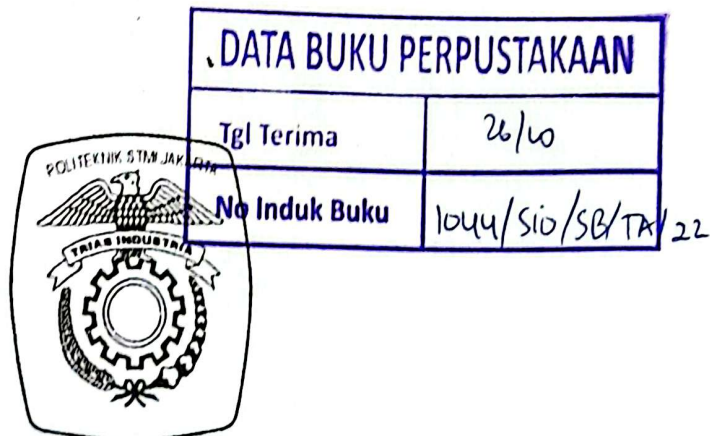 DATA BUKU PERPUSTAKAAN
Tgl Terima 26/10
No Induk Buku 1044/SIO/SB/TA/22
POLITEKNIK STMI JAKARTA
TRIAS INDUSTRIA